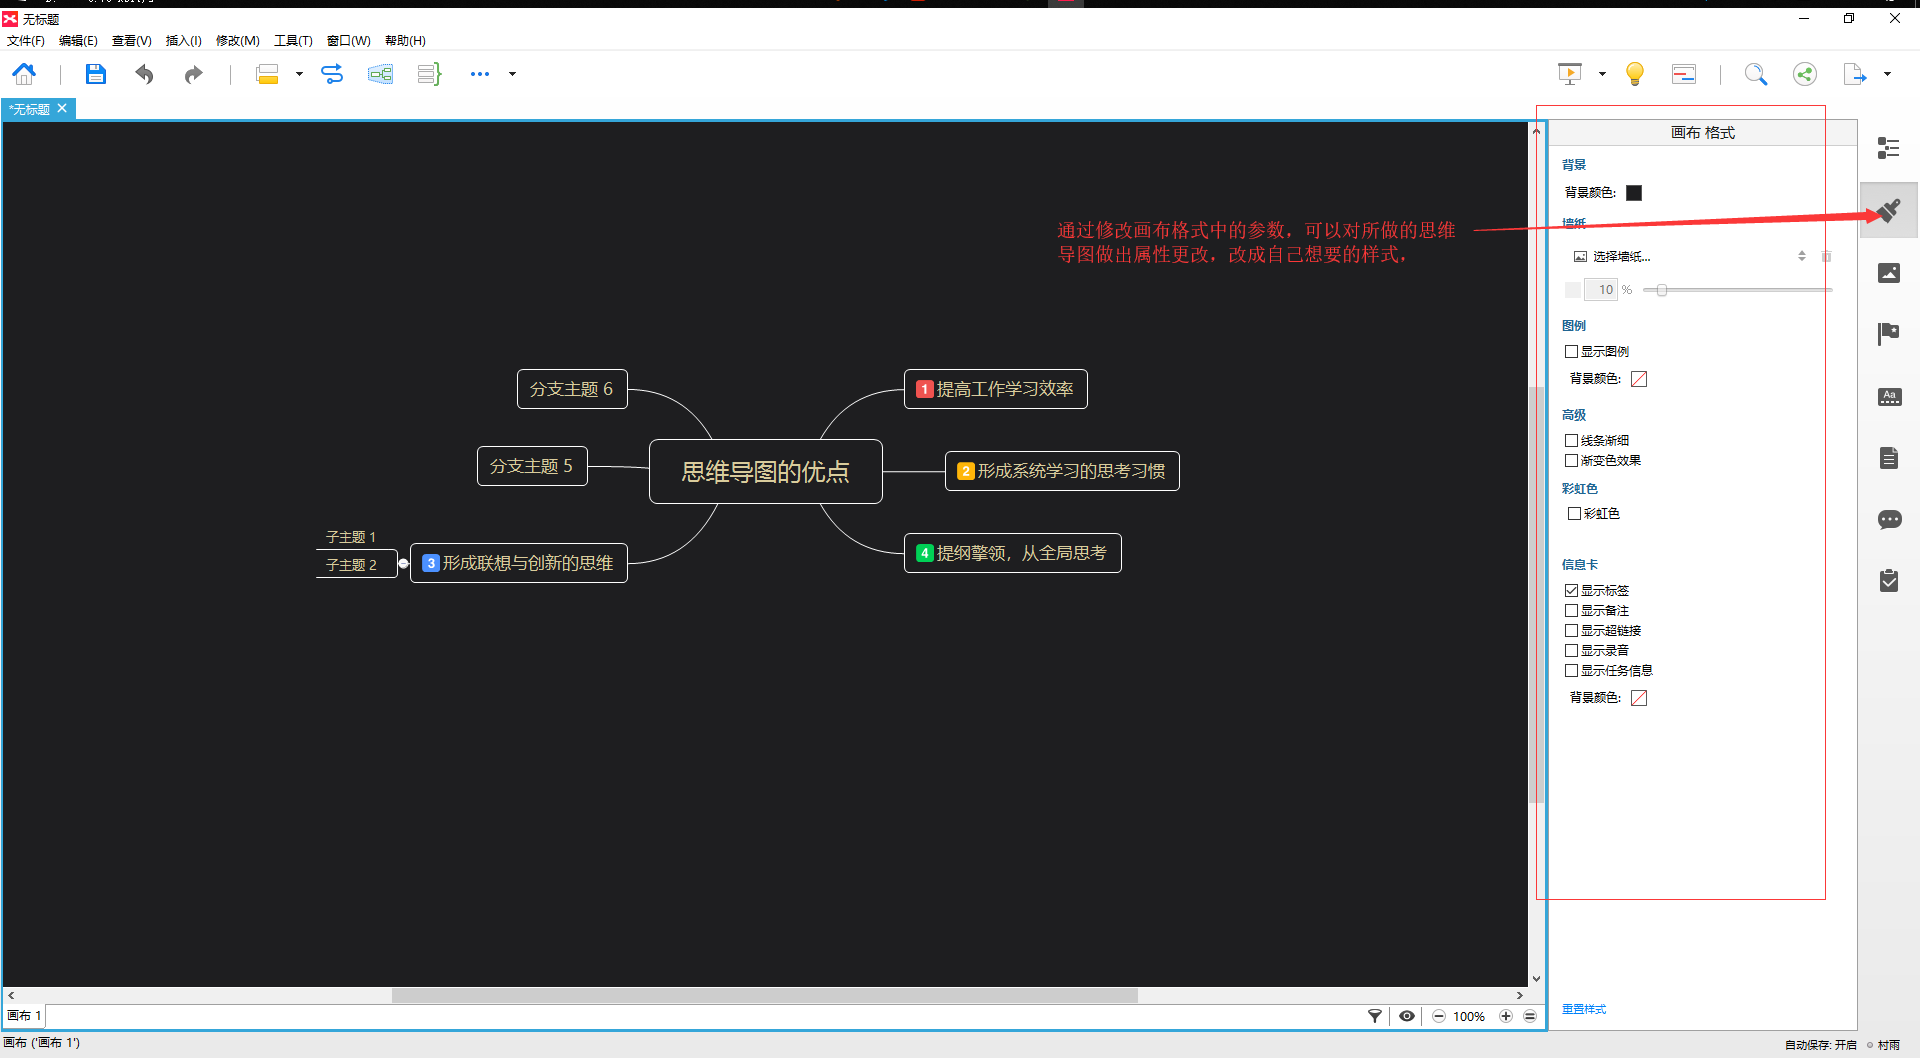 无标题
文件(F) 编辑(E) 查看(V) 插入(I) 修改(M) 工具(T) 窗口(W) 帮助(H)
*无标题
画布 格式
背景
背景颜色:
墙纸
选择墙纸...
10 %
图例
显示图例
背景颜色:
高级
线条渐细
渐变色效果
彩虹色
彩虹色
信息卡
显示标签
显示备注
显示超链接
显示录音
显示任务信息
背景颜色:
重置样式
Aa
通过修改画布格式中的参数，可以对所做的思维
导图做出属性更改，改成自己想要的样式，
分支主题 6
1 提高工作学习效率
分支主题 5
思维导图的优点
2 形成系统学习的思考习惯
子主题 1
子主题 2
3 形成联想与创新的思维
4 提纲擎领，从全局思考
画布 1
100%
画布 ('画布 1')
自动保存: 开启
村雨